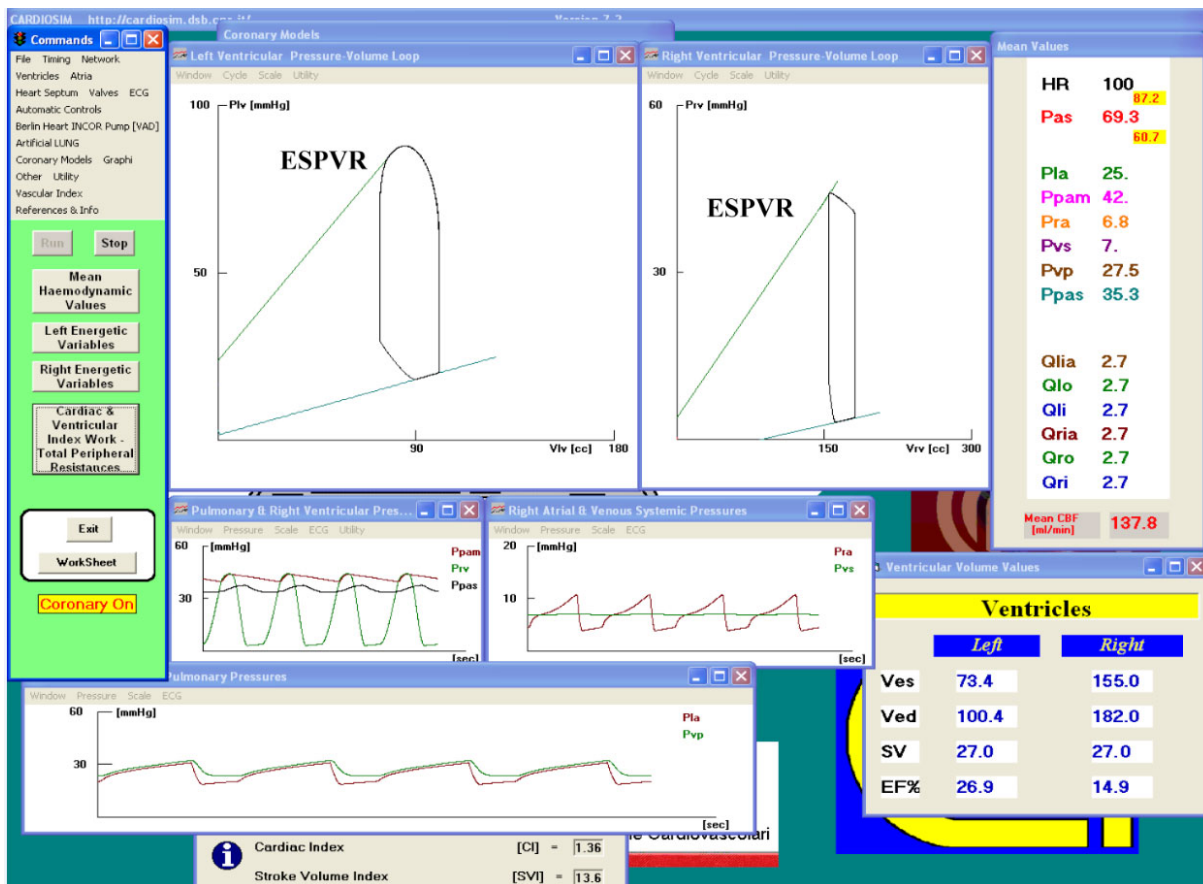 CARDIOSIM http://cardiosim.dsb.cnr.it/
Coronary Models
Commands
File Timing Network
Ventricles Atria
Heart Septum Valves ECG
Automatic Controls
Berlin Heart INCOR Pump [VAD]
Artificial LUNG
Coronary Models Graphi
Other Utility
Vascular Index
References & Info
Run Stop
Mean
Haemodynamic
Values
Left Energetic
Variables
Right Energetic
Variables
Cardiac &
Ventricular
Index Work -
Total Peripheral
Resistances
Exit
WorkSheet
Coronary On
Left Ventricular Pressure-Volume Loop
Window Cycle Scale Utility
100 Plv [mmHg]
ESPVR
50
90 Vlv [cc] 180
Right Ventricular Pressure-Volume Loop
Window Cycle Scale Utility
60 Prv [mmHg]
ESPVR
30
150 Vrv [cc] 300
Mean Values
HR 100
87.2
Pas 69.3
60.7
Pla 25.
Ppam 42.
Pra 6.8
Pvs 7.
Pvp 27.5
Ppas 35.3
Qlia 2.7
Qlo 2.7
Qli 2.7
Qria 2.7
Qro 2.7
Qri 2.7
Mean CBF
[ml/min] 137.8
Pulmonary & Right Ventricular Pres...
Window Pressure Scale ECG Utility
60 [mmHg]
Ppam
Prv
Ppas
30
[sec]
Right Atrial & Venous Systemic Pressures
Window Pressure Scale ECG
20 [mmHg]
Pra
Pvs
10
[sec]
Pulmonary Pressures
Window Pressure Scale ECG
60 [mmHg]
Pla
Pvp
30
[sec]
Ventricular Volume Values
Ventricles
Left Right
Ves 73.4 155.0
Ved 100.4 182.0
SV 27.0 27.0
EF% 26.9 14.9
Cardiovascolari
Cardiac Index [CI] = 1.36
Stroke Volume Index [SVI] = 13.6